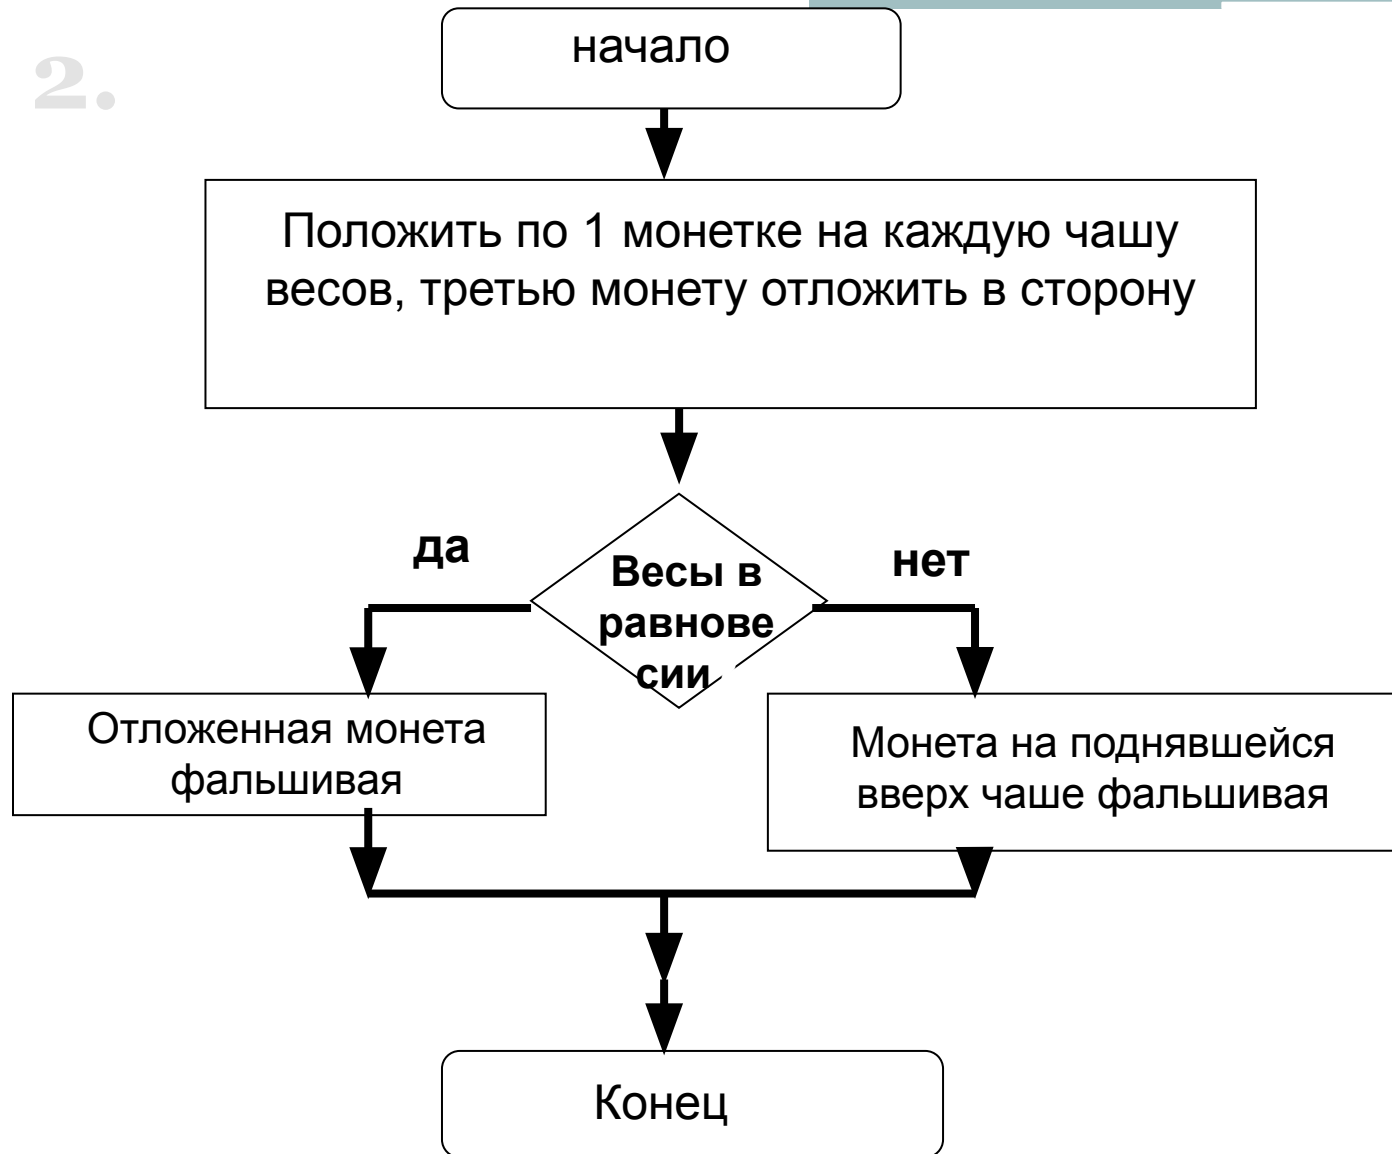 2.
начало
Положить по 1 монетке на каждую чашу
весов, третью монету отложить в сторону
да
нет
Весы в
равнове
сии
Отложенная монета
фальшивая
Монета на поднявшейся
вверх чаше фальшивая
Конец